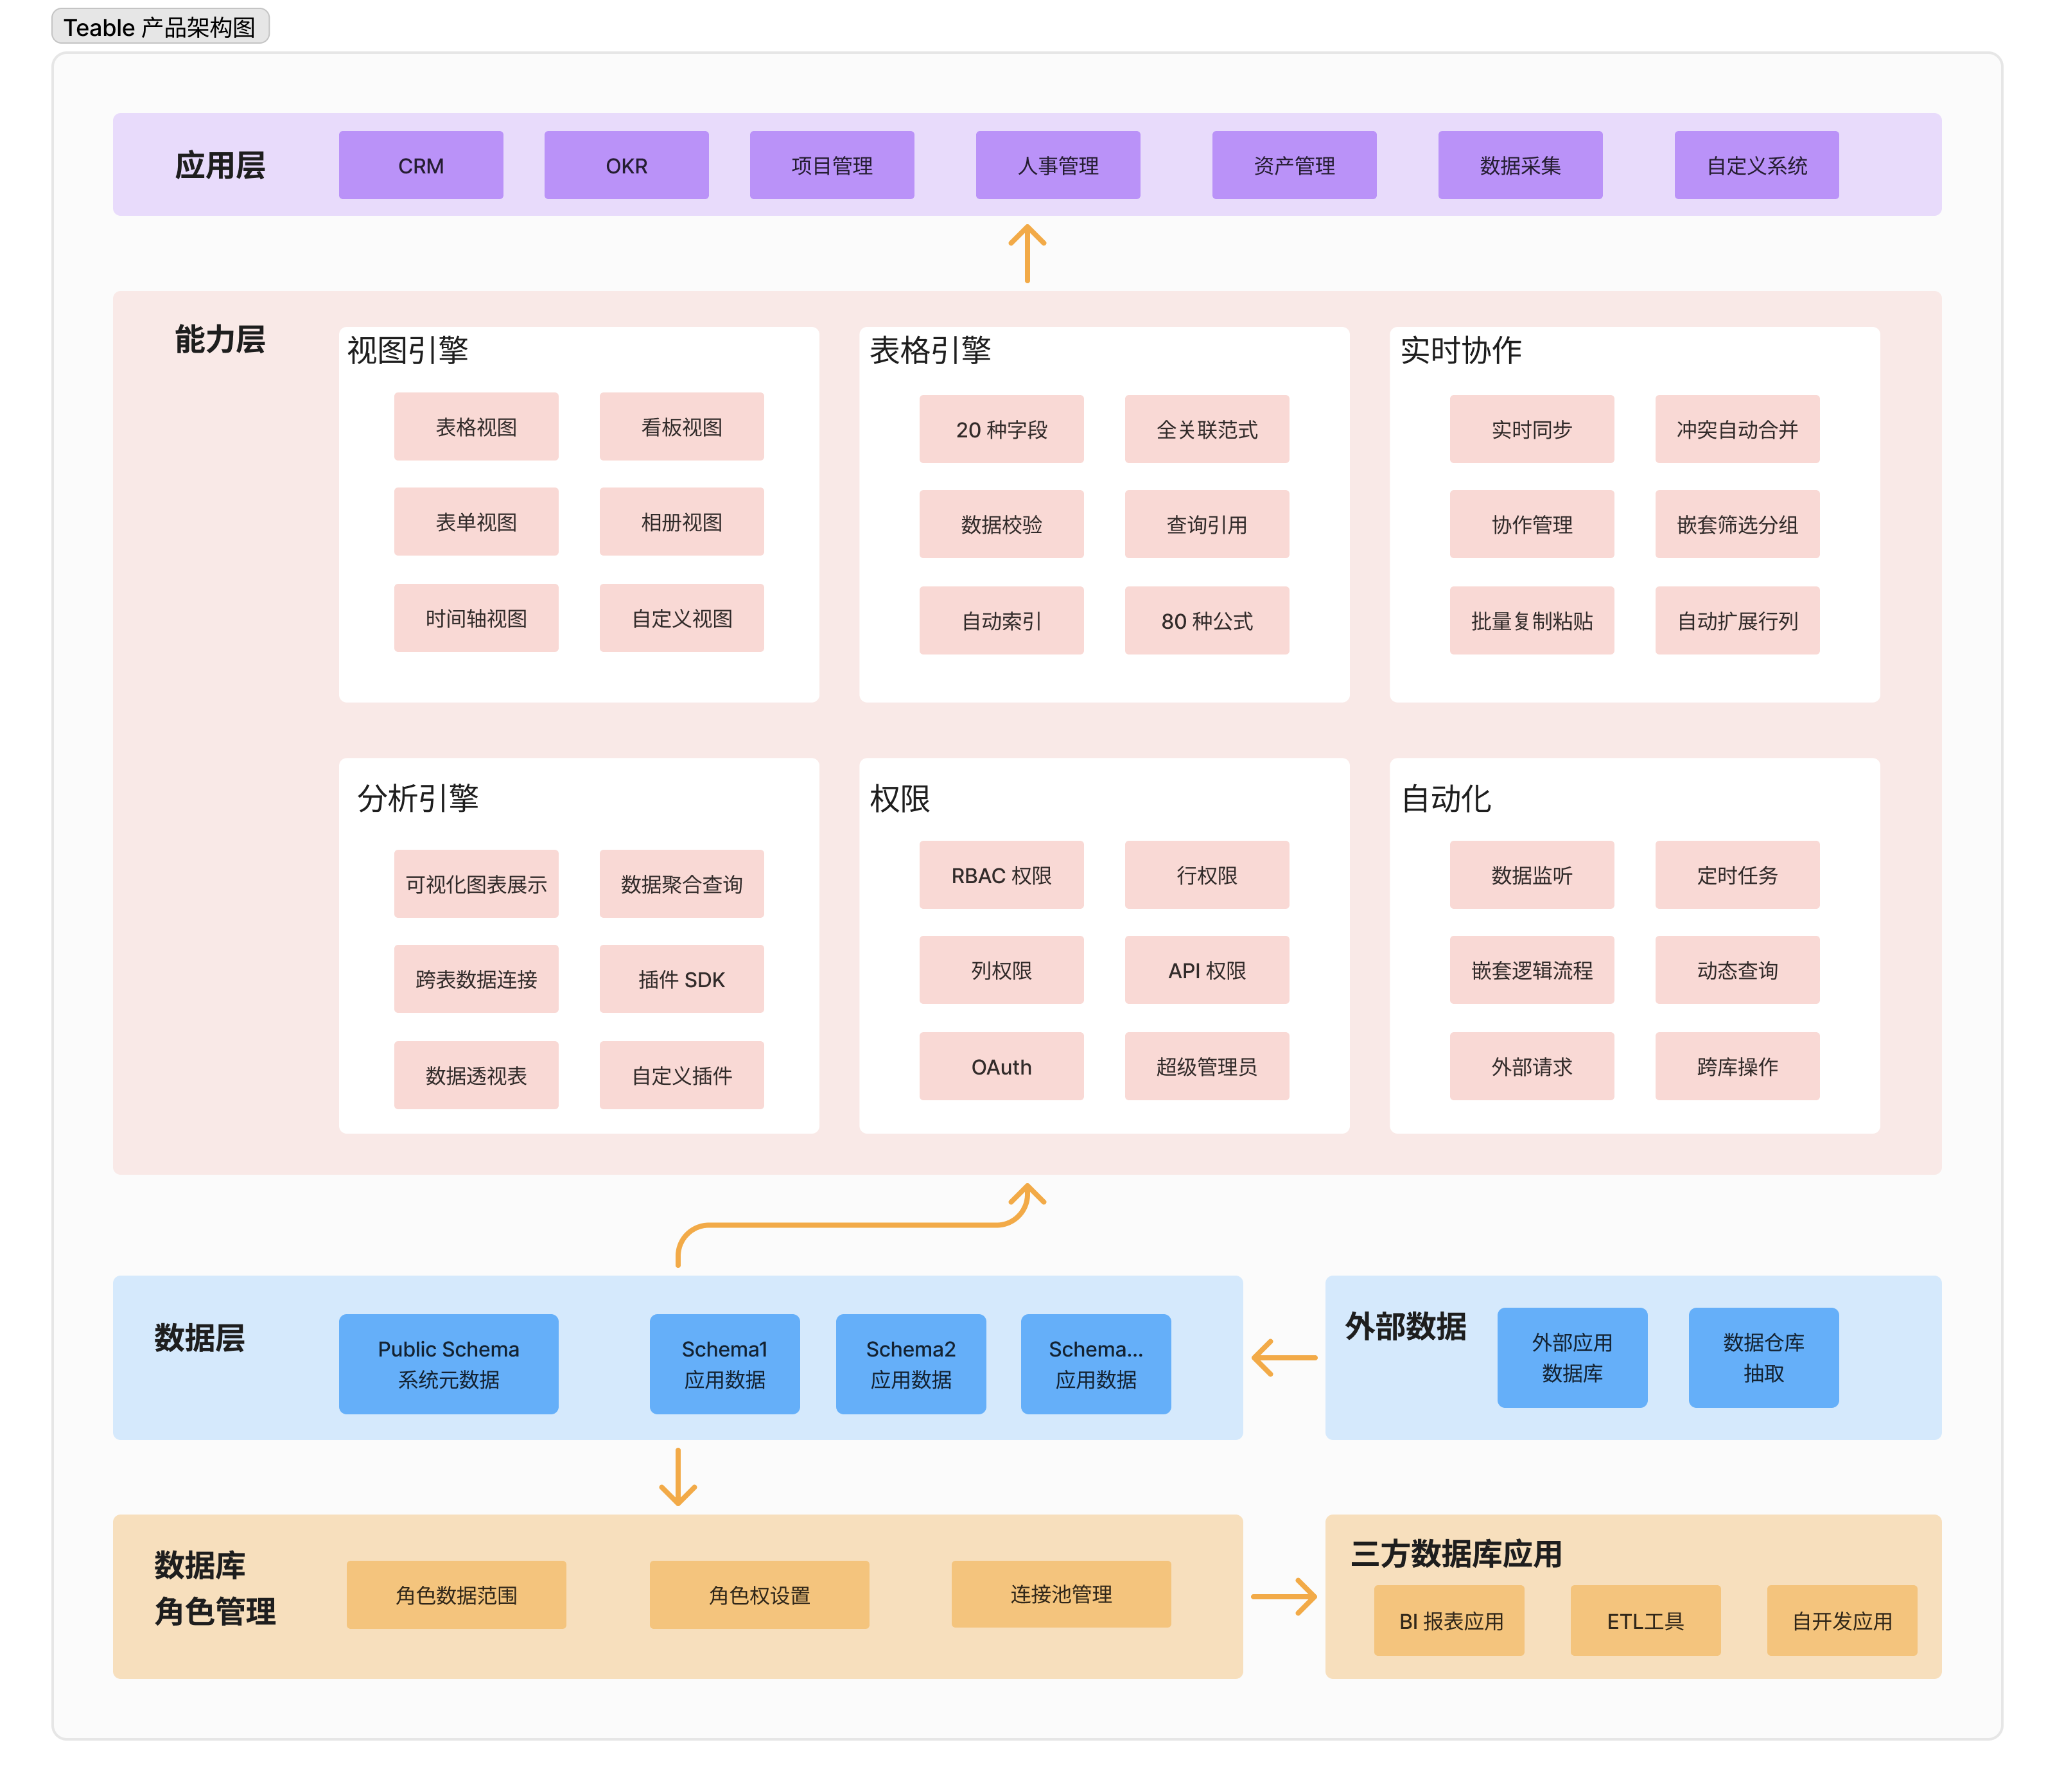 Teable 产品架构图
应用层
CRM
OKR
项目管理
人事管理
资产管理
数据采集
自定义系统
能力层
视图引擎
表格视图
看板视图
表单视图
相册视图
时间轴视图
自定义视图
表格引擎
20 种字段
全关联范式
数据校验
查询引用
自动索引
80 种公式
实时协作
实时同步
冲突自动合并
协作管理
嵌套筛选分组
批量复制粘贴
自动扩展行列
分析引擎
可视化图表展示
数据聚合查询
跨表数据连接
插件 SDK
数据透视表
自定义插件
权限
RBAC 权限
行权限
列权限
API 权限
OAuth
超级管理员
自动化
数据监听
定时任务
嵌套逻辑流程
动态查询
外部请求
跨库操作
数据层
Public Schema
系统元数据
Schema1
应用数据
Schema2
应用数据
Schema...
应用数据
外部数据
外部应用
数据库
数据仓库
抽取
数据库
角色管理
角色数据范围
角色权设置
连接池管理
三方数据库应用
BI 报表应用
ETL工具
自开发应用